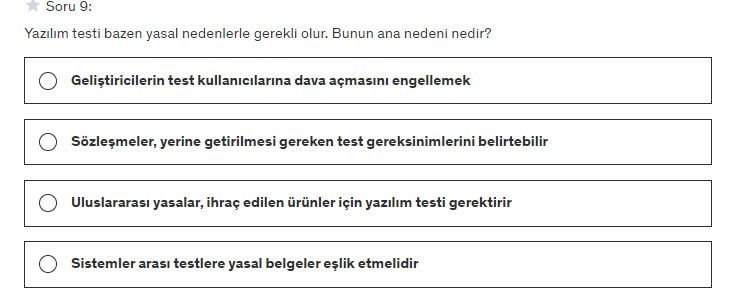 Soru 9:
Yazılım testi bazen yasal nedenlerle gerekli olur. Bunun ana nedeni nedir?
Geliştiricilerin test kullanıcılarına dava açmasını engellemek
Sözleşmeler, yerine getirilmesi gereken test gereksinimlerini belirtebilir
Uluslararası yasalar, ihraç edilen ürünler için yazılım testi gerektirir
Sistemler arası testlere yasal belgeler eşlik etmelidir